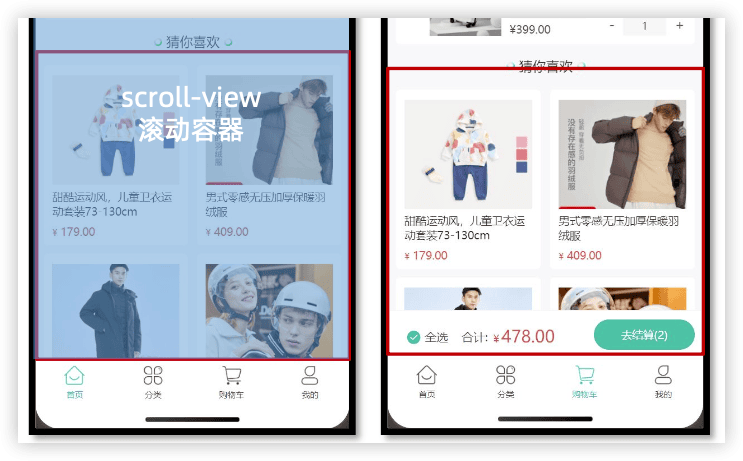 猜你喜欢
scroll-view
滚动容器
甜酷运动风，儿童卫衣运
动套装73-130cm
¥ 179.00
男式零感无压加厚保暖羽
绒服
¥ 409.00
首页
分类
购物车
我的
¥399.00
- 1 +
猜你喜欢
没有存在感的羽绒服
甜酷运动风，儿童卫衣运
动套装73-130cm
¥ 179.00
男式零感无压加厚保暖羽
绒服
¥ 409.00
全选 合计: ¥478.00
去结算(2)
首页
分类
购物车
我的